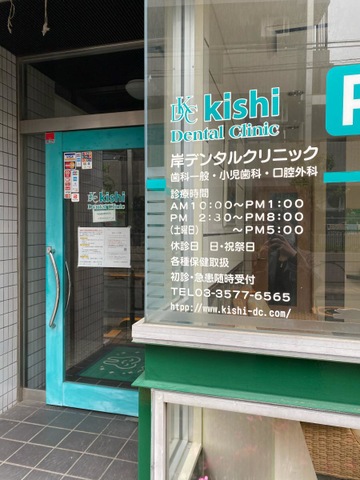 DKC kishi
Dental Clinic
岸デンタルクリニック
歯科一般・小児歯科・口腔外科
診療時間
AM10:00〜PM1:00
PM 2:30〜PM8:00
(土曜日) 〜PM5:00
休診日 日・祝祭日
各種保健取扱
初診・急患随時受付
TEL03-3577-6565
htpp://www.kishi-dc.com/
P
DKC kishi
Dental Clinic